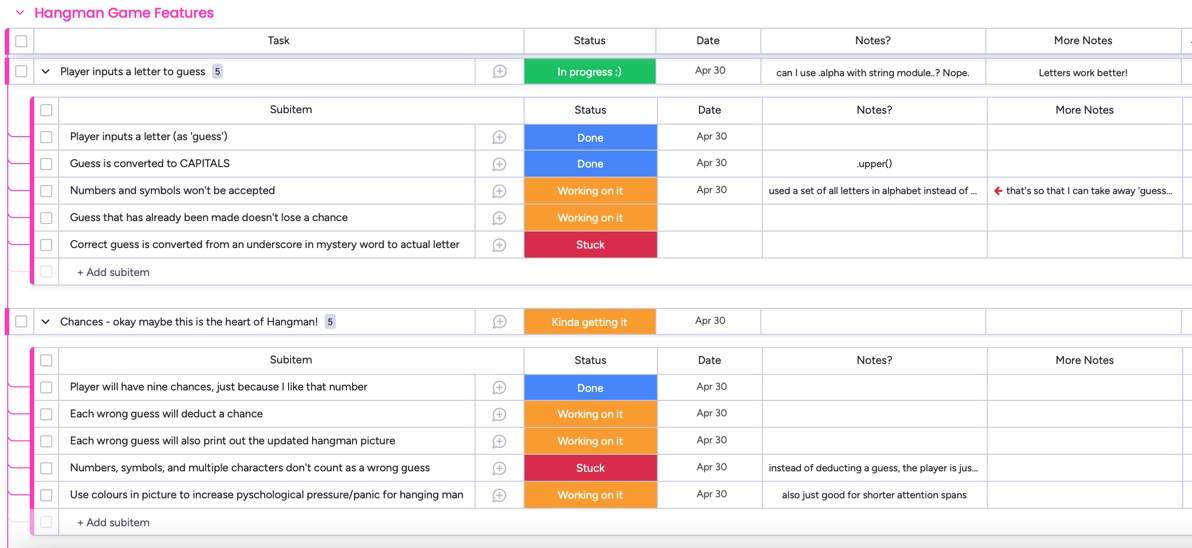 Hangman Game Features
Task Status Date Notes? More Notes
Player inputs a letter to guess 5 In progress :) Apr 30 can I use .alpha with string module..? Nope. Letters work better!
Subitem Status Date Notes? More Notes
Player inputs a letter (as 'guess') Done Apr 30
Guess is converted to CAPITALS Done Apr 30 .upper()
Numbers and symbols won't be accepted Working on it Apr 30 used a set of all letters in alphabet instead of ... ← that's so that I can take away 'guess...
Guess that has already been made doesn't lose a chance Working on it
Correct guess is converted from an underscore in mystery word to actual letter Stuck
+ Add subitem
Chances - okay maybe this is the heart of Hangman! 5 Kinda getting it Apr 30
Subitem Status Date Notes? More Notes
Player will have nine chances, just because I like that number Done Apr 30
Each wrong guess will deduct a chance Working on it Apr 30
Each wrong guess will also print out the updated hangman picture Working on it Apr 30
Numbers, symbols, and multiple characters don't count as a wrong guess Stuck Apr 30 instead of deducting a guess, the player is jus...
Use colours in picture to increase pyschological pressure/panic for hanging man Working on it Apr 30 also just good for shorter attention spans
+ Add subitem